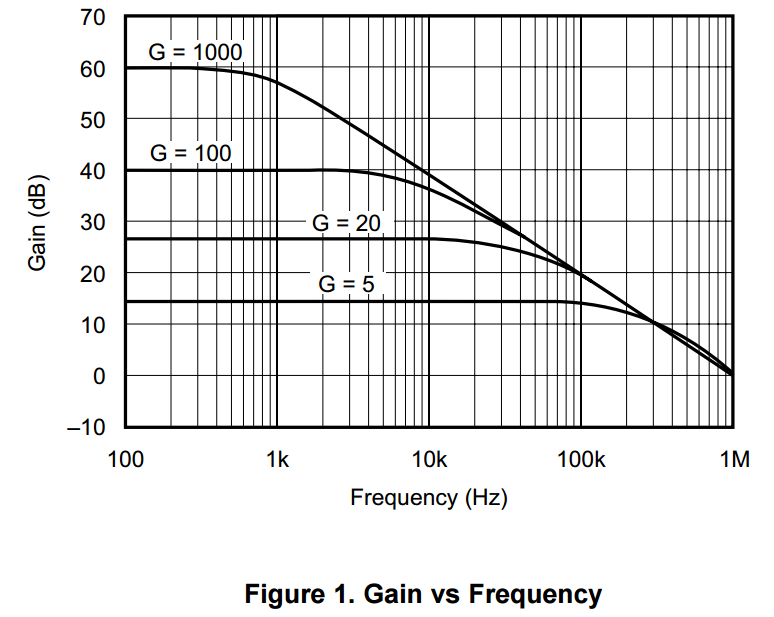 70
60
50
40
30
20
10
0
–10
Gain (dB)
G = 1000
G = 100
G = 20
G = 5
100 1k 10k 100k 1M
Frequency (Hz)
Figure 1. Gain vs Frequency